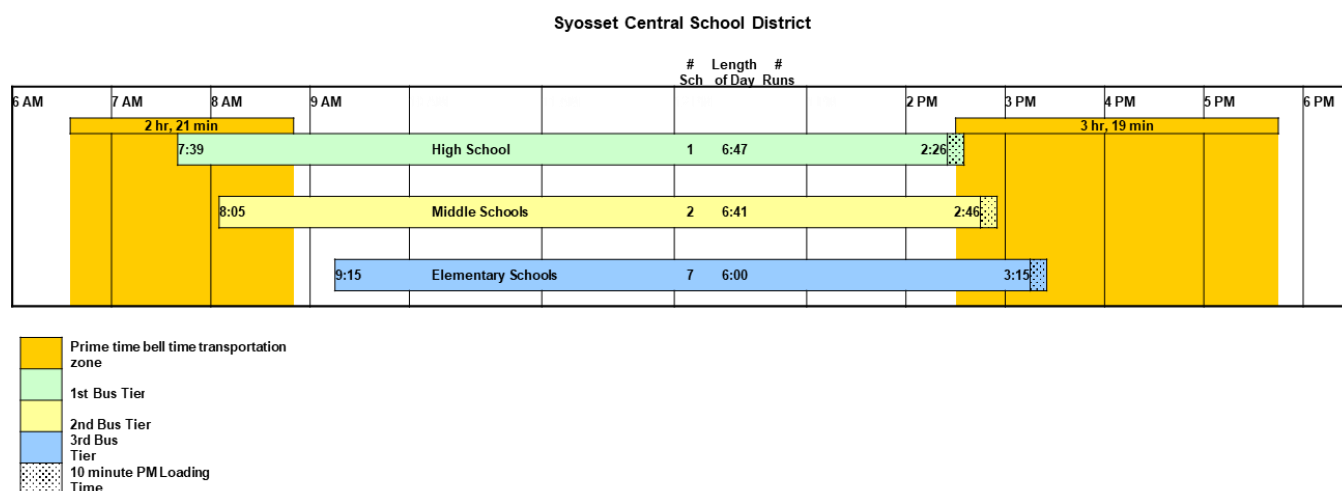 Syosset Central School District
# Length #
Sch of Day Runs
6 AM 7 AM 8 AM 9 AM 2 PM 3 PM 4 PM 5 PM 6 PM
2 hr, 21 min 3 hr, 19 min
7:39 High School 1 6:47 2:26
8:05 Middle Schools 2 6:41 2:46
9:15 Elementary Schools 7 6:00 3:15
Prime time bell time transportation
zone
1st Bus Tier
2nd Bus Tier
3rd Bus
Tier
10 minute PM Loading
Time